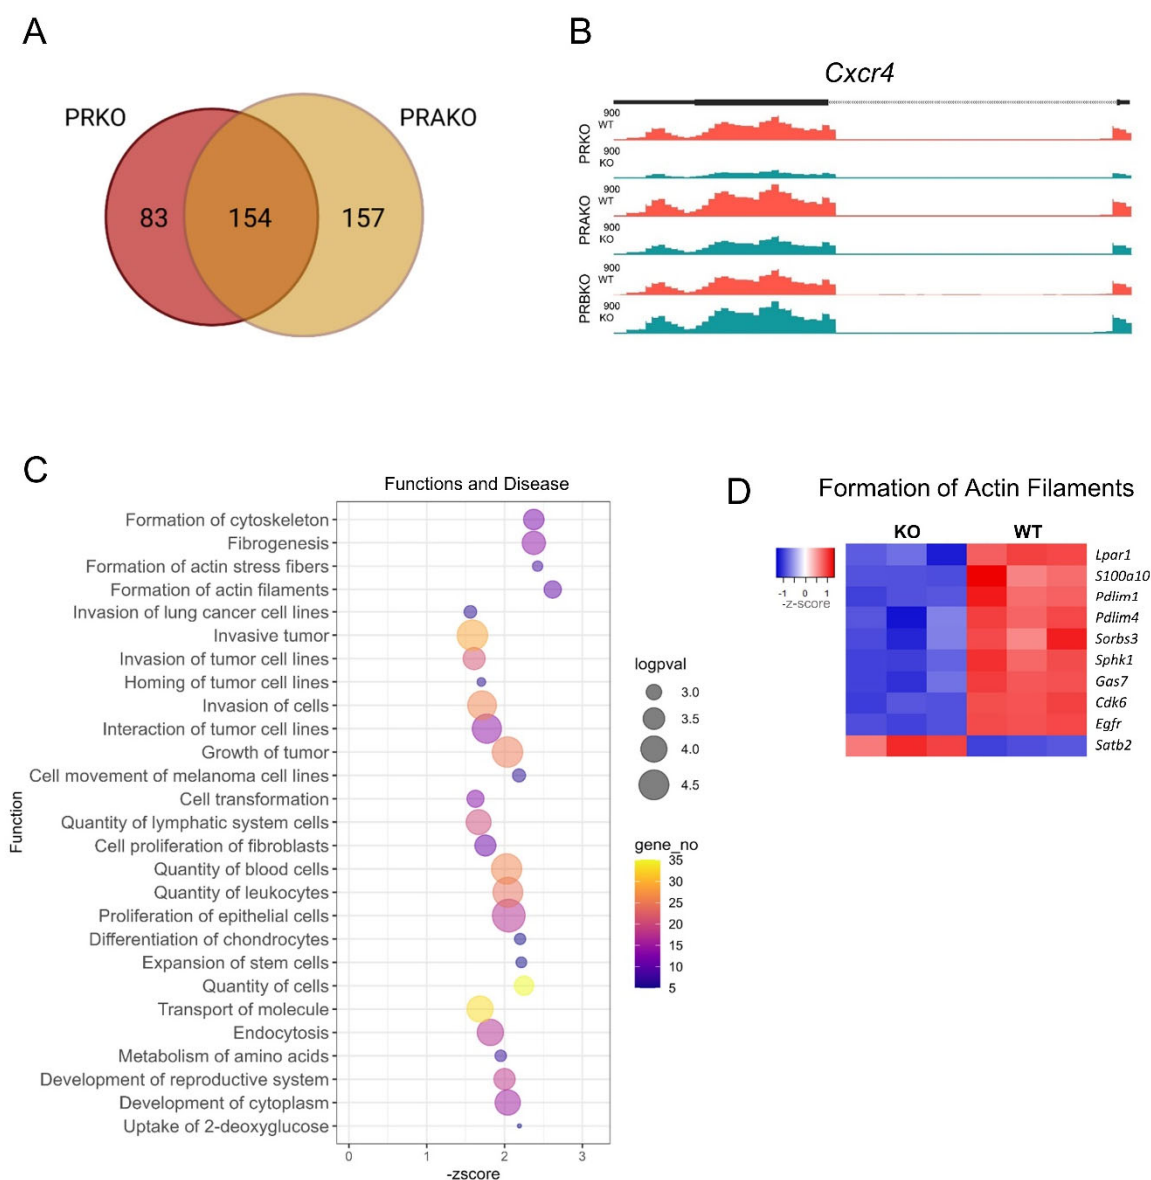 A
PRKO
PRAKO
83
154
157
B
Cxcr4
PRKO
900
WT
900
KO
PRAKO
900
WT
900
KO
PRBKO
900
WT
900
KO
C
Functions and Disease
Function
Formation of cytoskeleton
Fibrogenesis
Formation of actin stress fibers
Formation of actin filaments
Invasion of lung cancer cell lines
Invasive tumor
Invasion of tumor cell lines
Homing of tumor cell lines
Invasion of cells
Interaction of tumor cell lines
Growth of tumor
Cell movement of melanoma cell lines
Cell transformation
Quantity of lymphatic system cells
Cell proliferation of fibroblasts
Quantity of blood cells
Quantity of leukocytes
Proliferation of epithelial cells
Differentiation of chondrocytes
Expansion of stem cells
Quantity of cells
Transport of molecule
Endocytosis
Metabolism of amino acids
Development of reproductive system
Development of cytoplasm
Uptake of 2-deoxyglucose
0 1 2 3
-zscore
logpval
3.0
3.5
4.0
4.5
gene_no
35
30
25
20
15
10
5
D
Formation of Actin Filaments
KO WT
-1 0 1
-z-score
Lpar1
S100a10
Pdlim1
Pdlim4
Sorbs3
Sphk1
Gas7
Cdk6
Egfr
Satb2